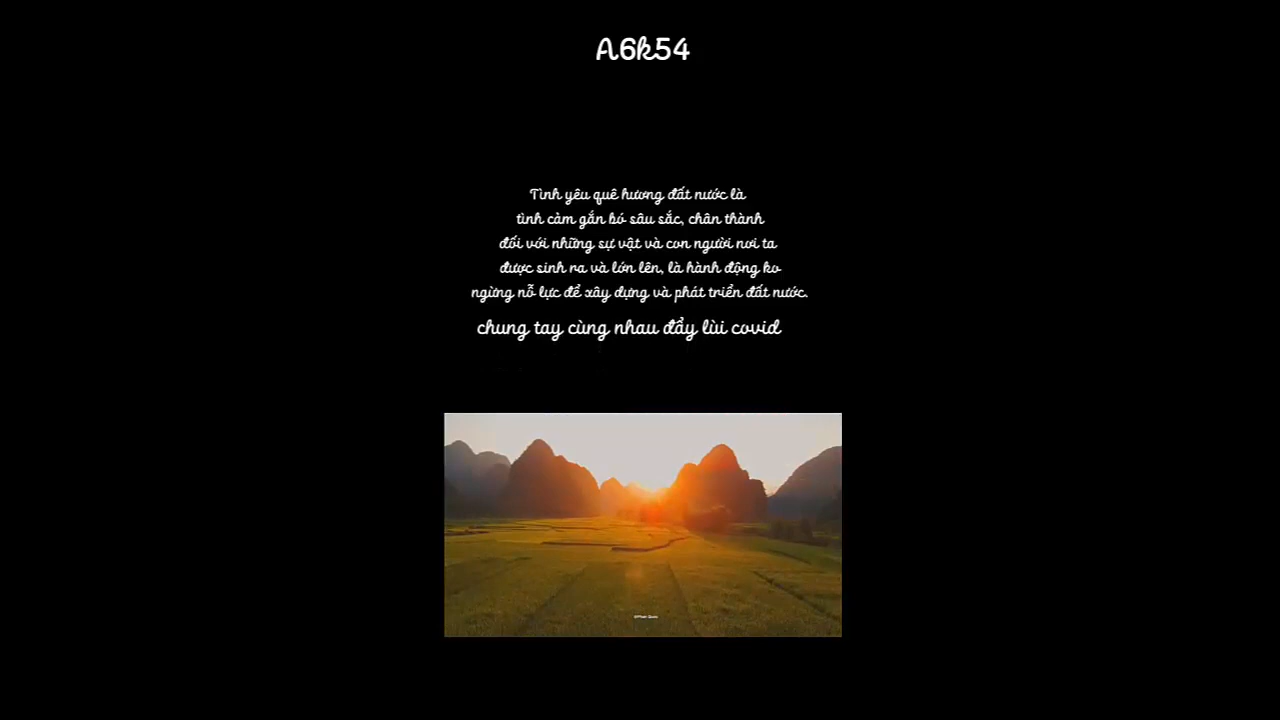 A6k54
Tình yêu quê hương đất nước là
tình cảm gắn bó sâu sắc, chân thành
đối với những sự vật và con người nơi ta
được sinh ra và lớn lên, là hành động ko
ngừng nỗ lực để xây dựng và phát triển đất nước.
chung tay cùng nhau đẩy lùi covid